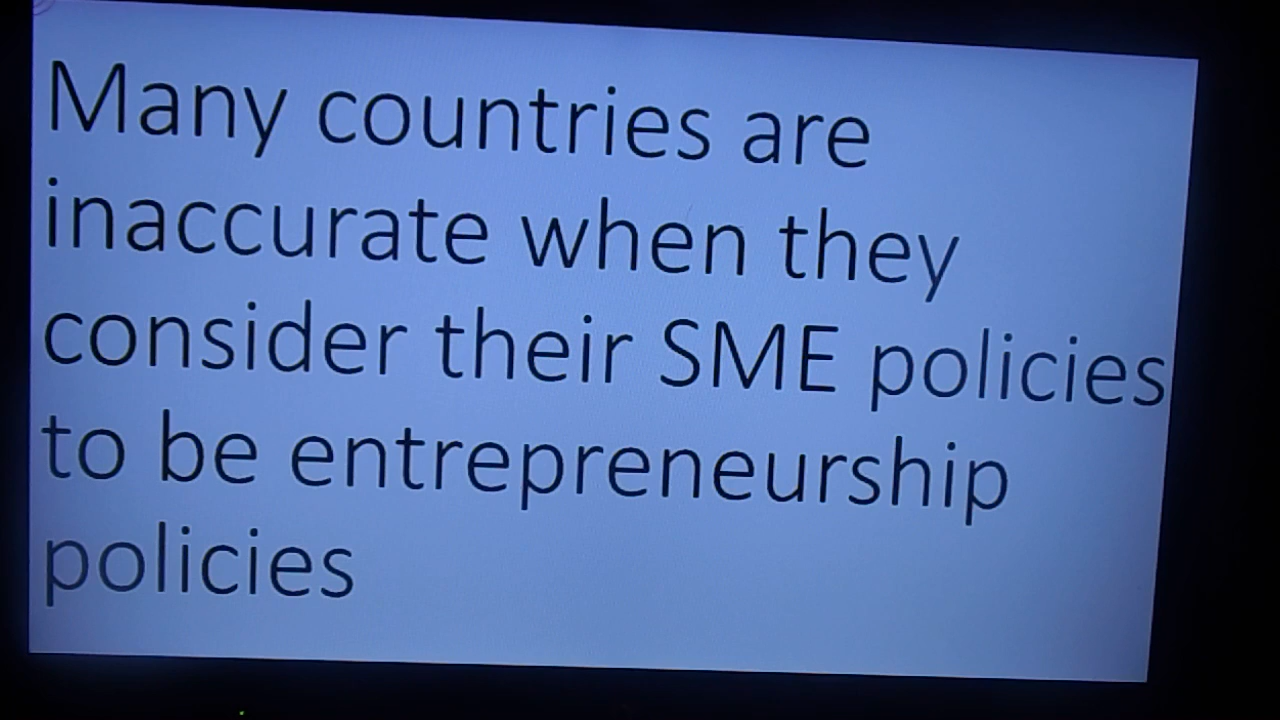 Many countries are
inaccurate when they
consider their SME policies
to be entrepreneurship
policies